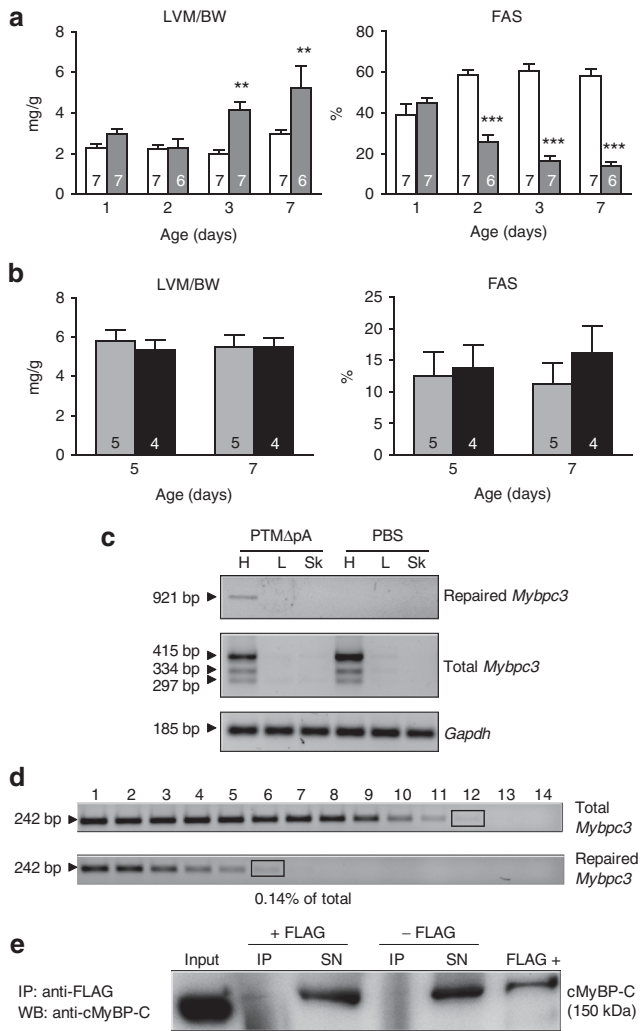 a
LVM/BW
FAS
8
6
4
2
0
mg/g
**
**
7 7 7 6 7 7 7 6
1 2 3 7
Age (days)
80
60
40
20
0
%
*** *** ***
7 7 7 6 7 7 7 6
1 2 3 7
Age (days)
b
LVM/BW
FAS
8
6
4
2
0
mg/g
5 4 5 4
5 7
Age (days)
25
20
15
10
5
0
%
5 4 5 4
5 7
Age (days)
c
PTMΔpA PBS
H L Sk H L Sk
921 bp Repaired Mybpc3
415 bp
334 bp Total Mybpc3
297 bp
185 bp Gapdh
d
1 2 3 4 5 6 7 8 9 10 11 12 13 14
242 bp Total Mybpc3
242 bp Repaired Mybpc3
0.14% of total
e
+ FLAG – FLAG
Input IP SN IP SN FLAG +
IP: anti-FLAG
WB: anti-cMyBP-C
cMyBP-C
(150 kDa)